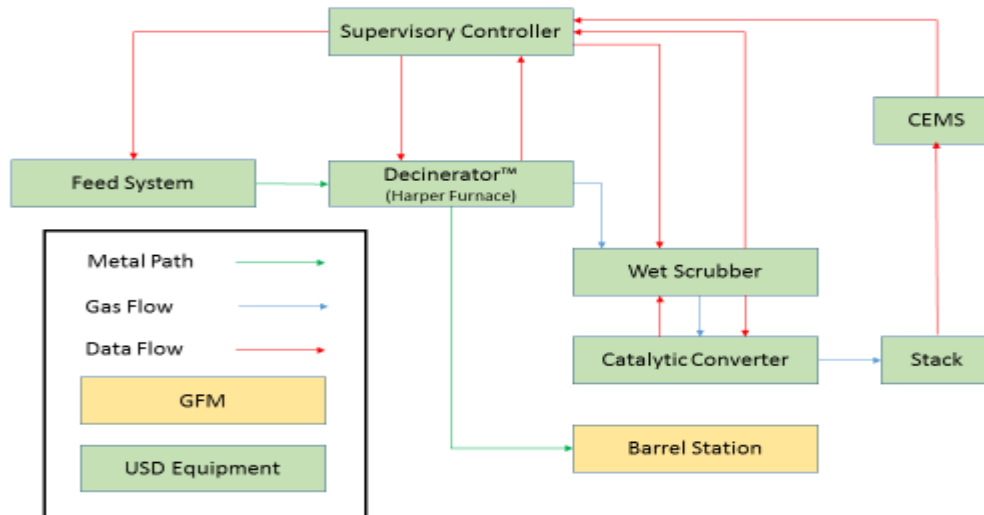 Supervisory Controller
CEMS
Feed System
Decinerator™
(Harper Furnace)
Wet Scrubber
Catalytic Converter
Stack
Barrel Station
Metal Path
Gas Flow
Data Flow
GFM
USD Equipment